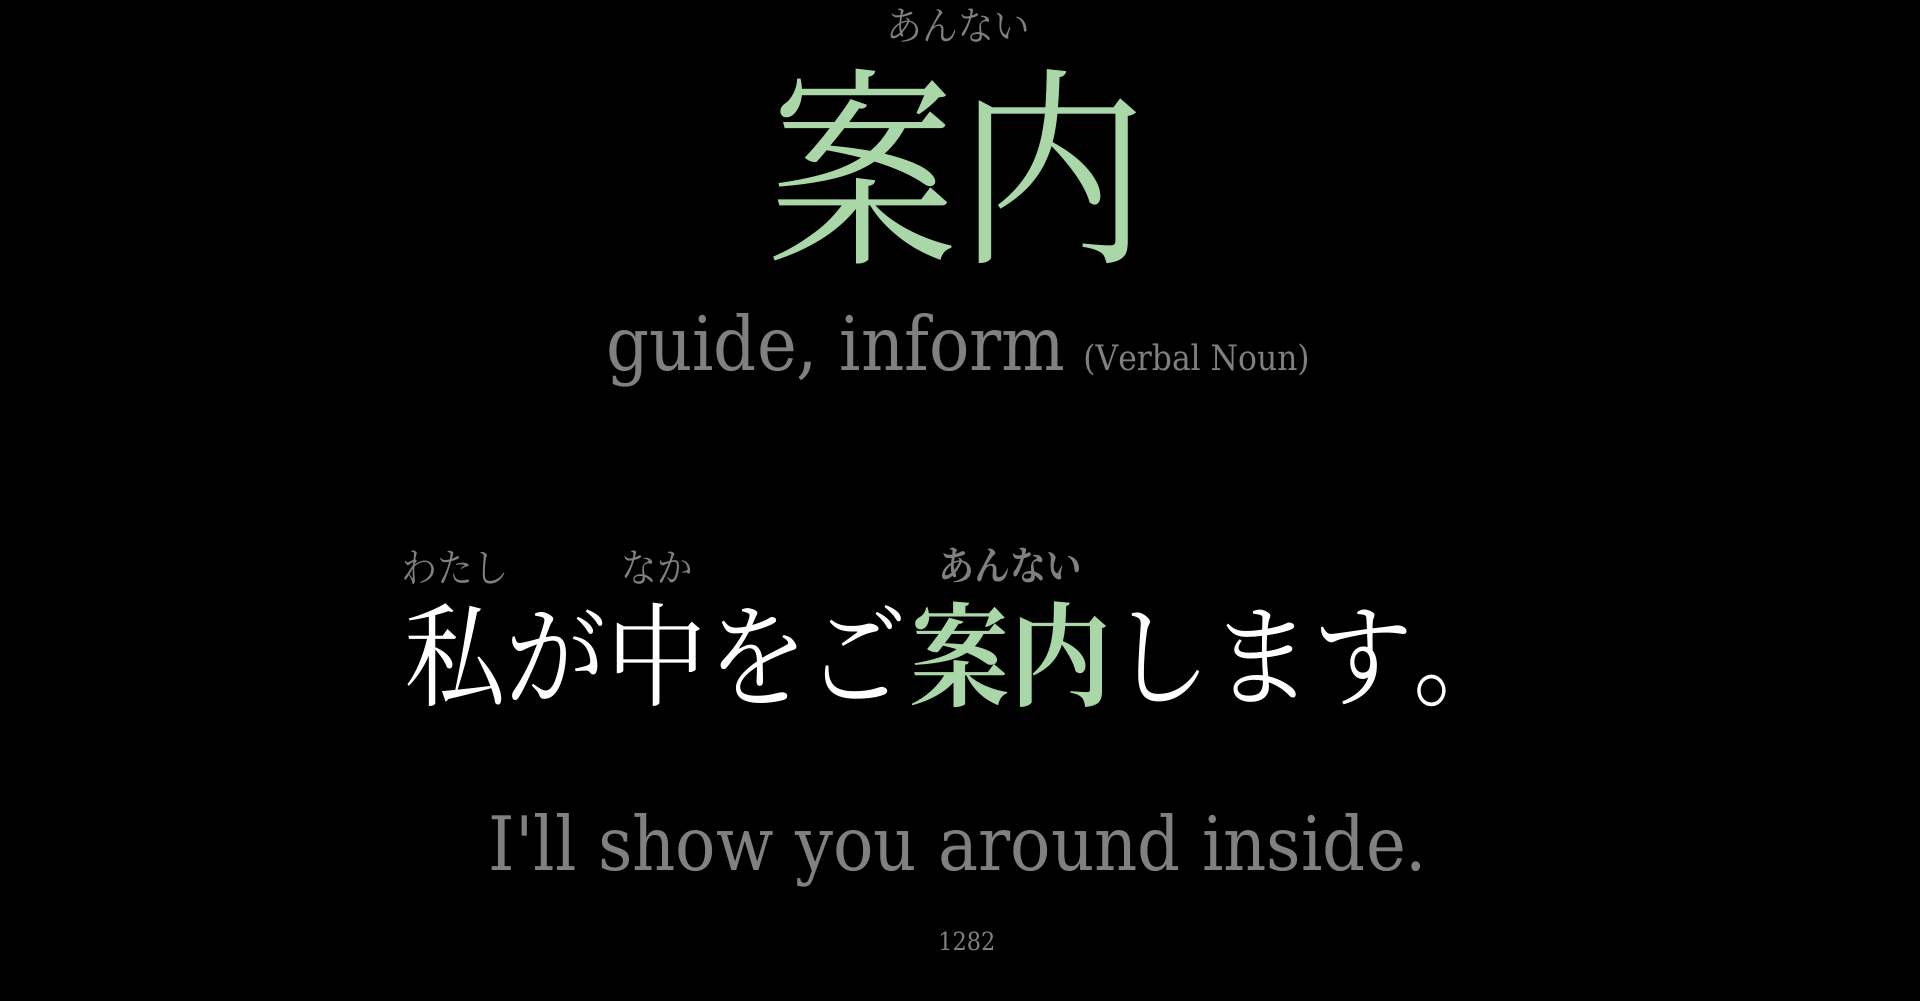 あんない
案内
guide, inform (Verbal Noun)
わたし なか あんない
私が中をご案内します。
I'll show you around inside.
1282